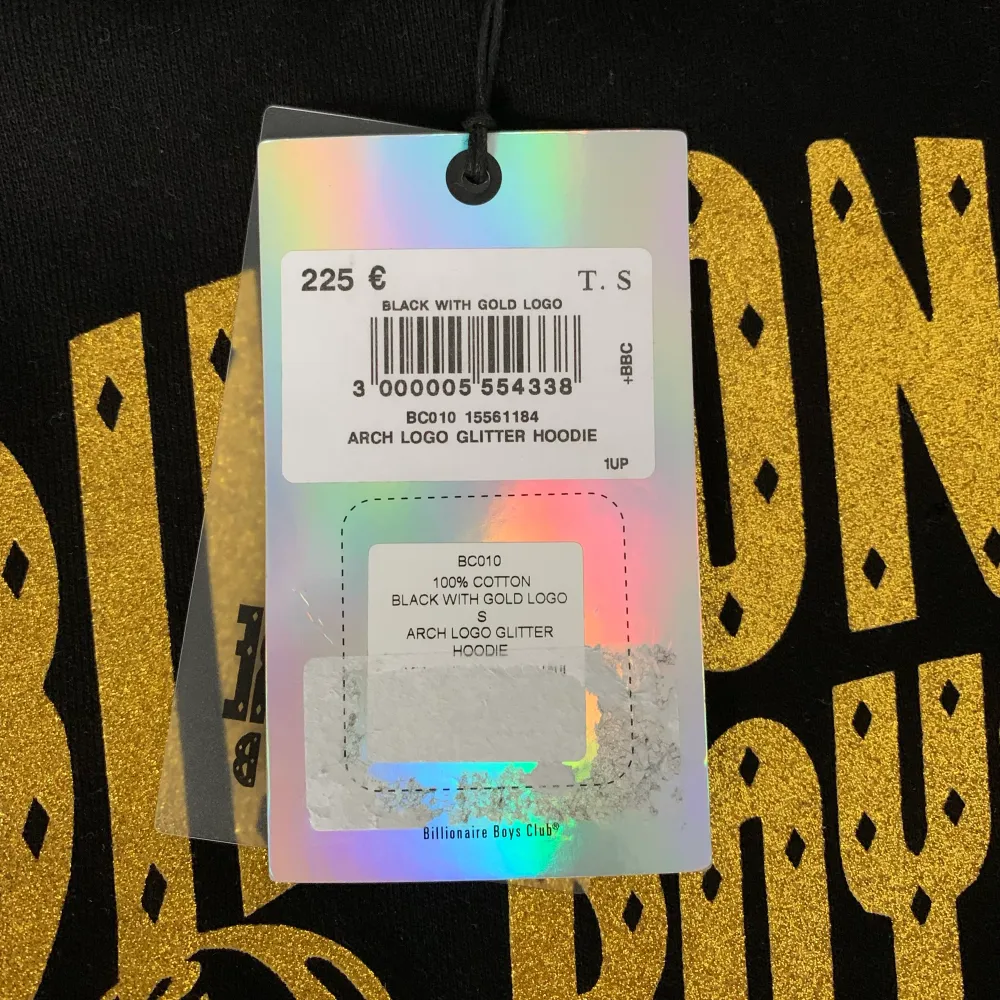 225 €
T. S
BLACK WITH GOLD LOGO
+BBC
3 000005 554338
BC010 15561184
ARCH LOGO GLITTER HOODIE
1UP
BC010
100% COTTON
BLACK WITH GOLD LOGO
S
ARCH LOGO GLITTER
HOODIE
Billionaire Boys Club®